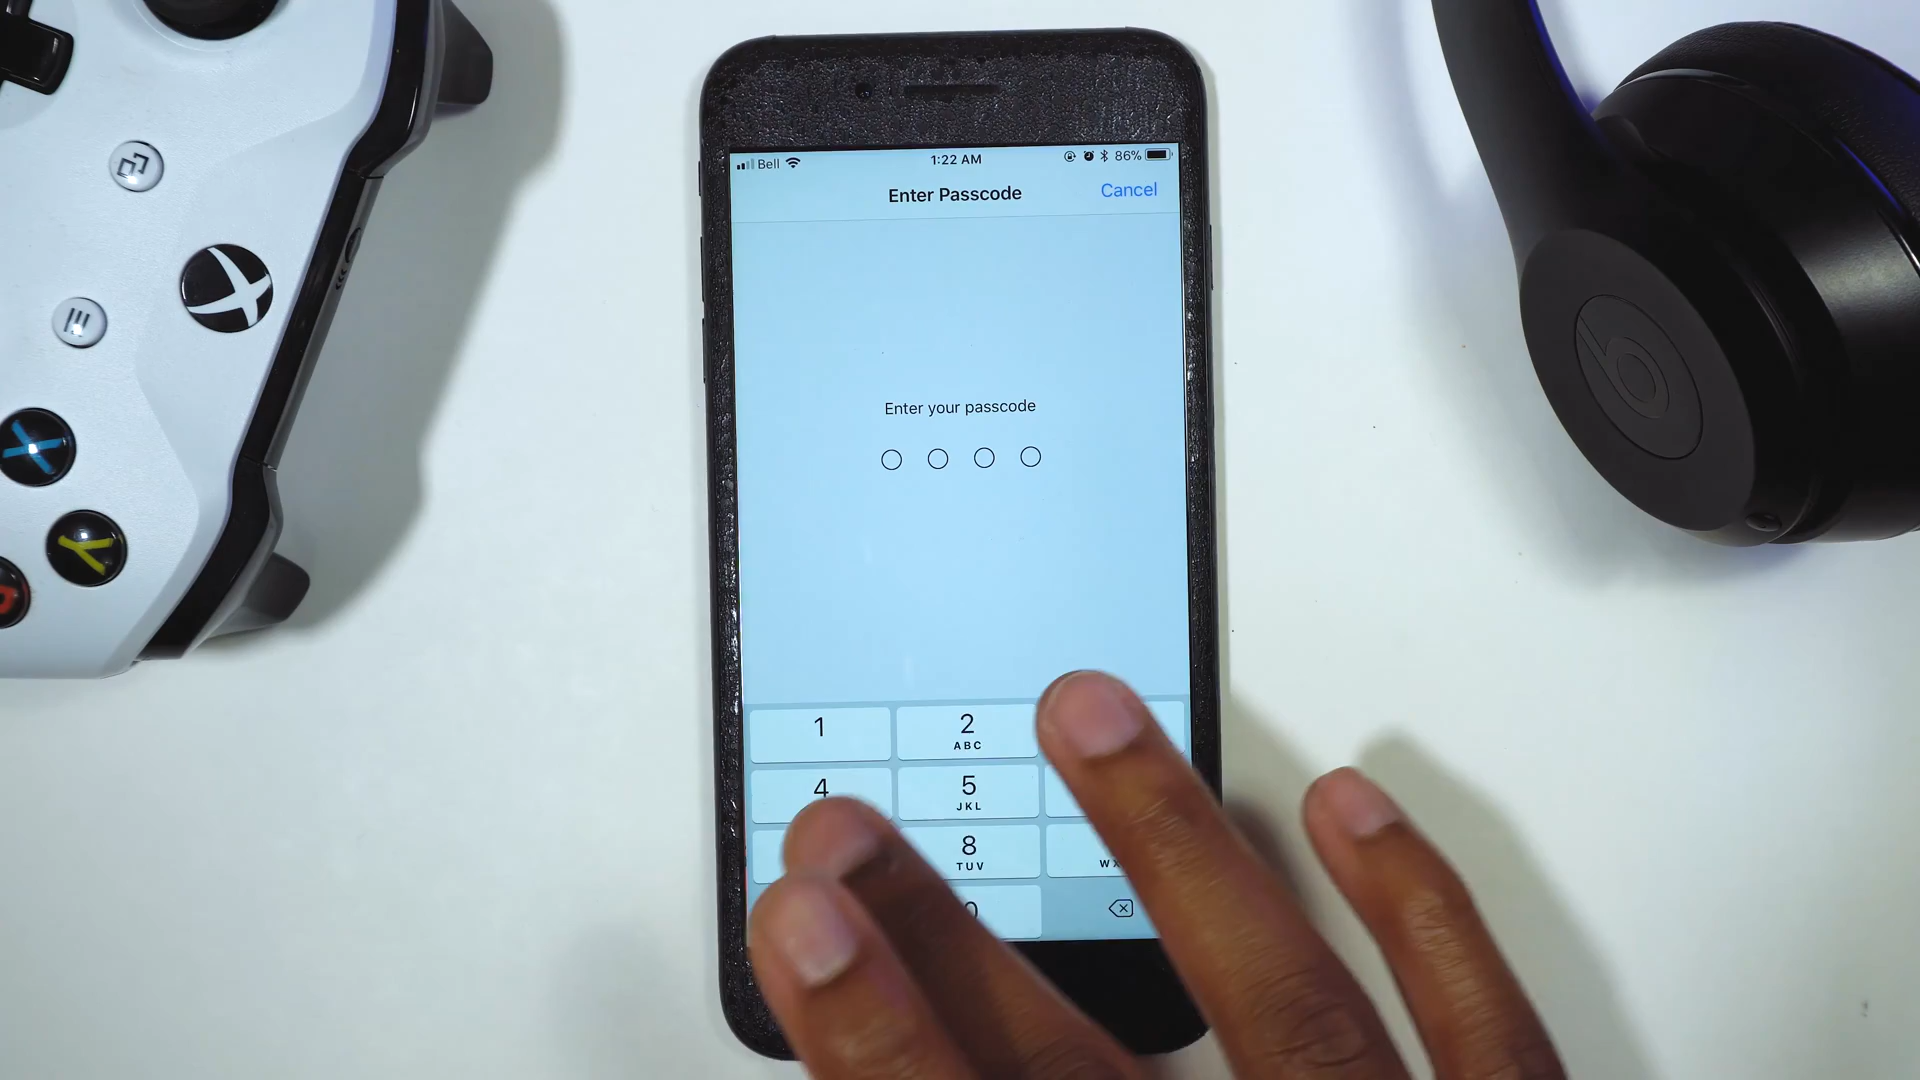 Bell 1:22 AM 86%
Enter Passcode Cancel
Enter your passcode
1 2
ABC
4 5
JKL
8
TUV
0
X
Y
b